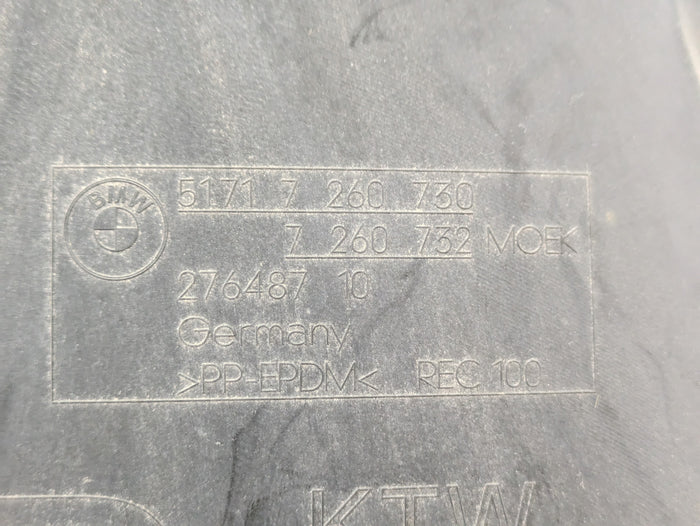 BMW
5171 7 260 730
7 260 732 MOEK
276487 10
Germany
>PP-EPDM< REC 100
KTW